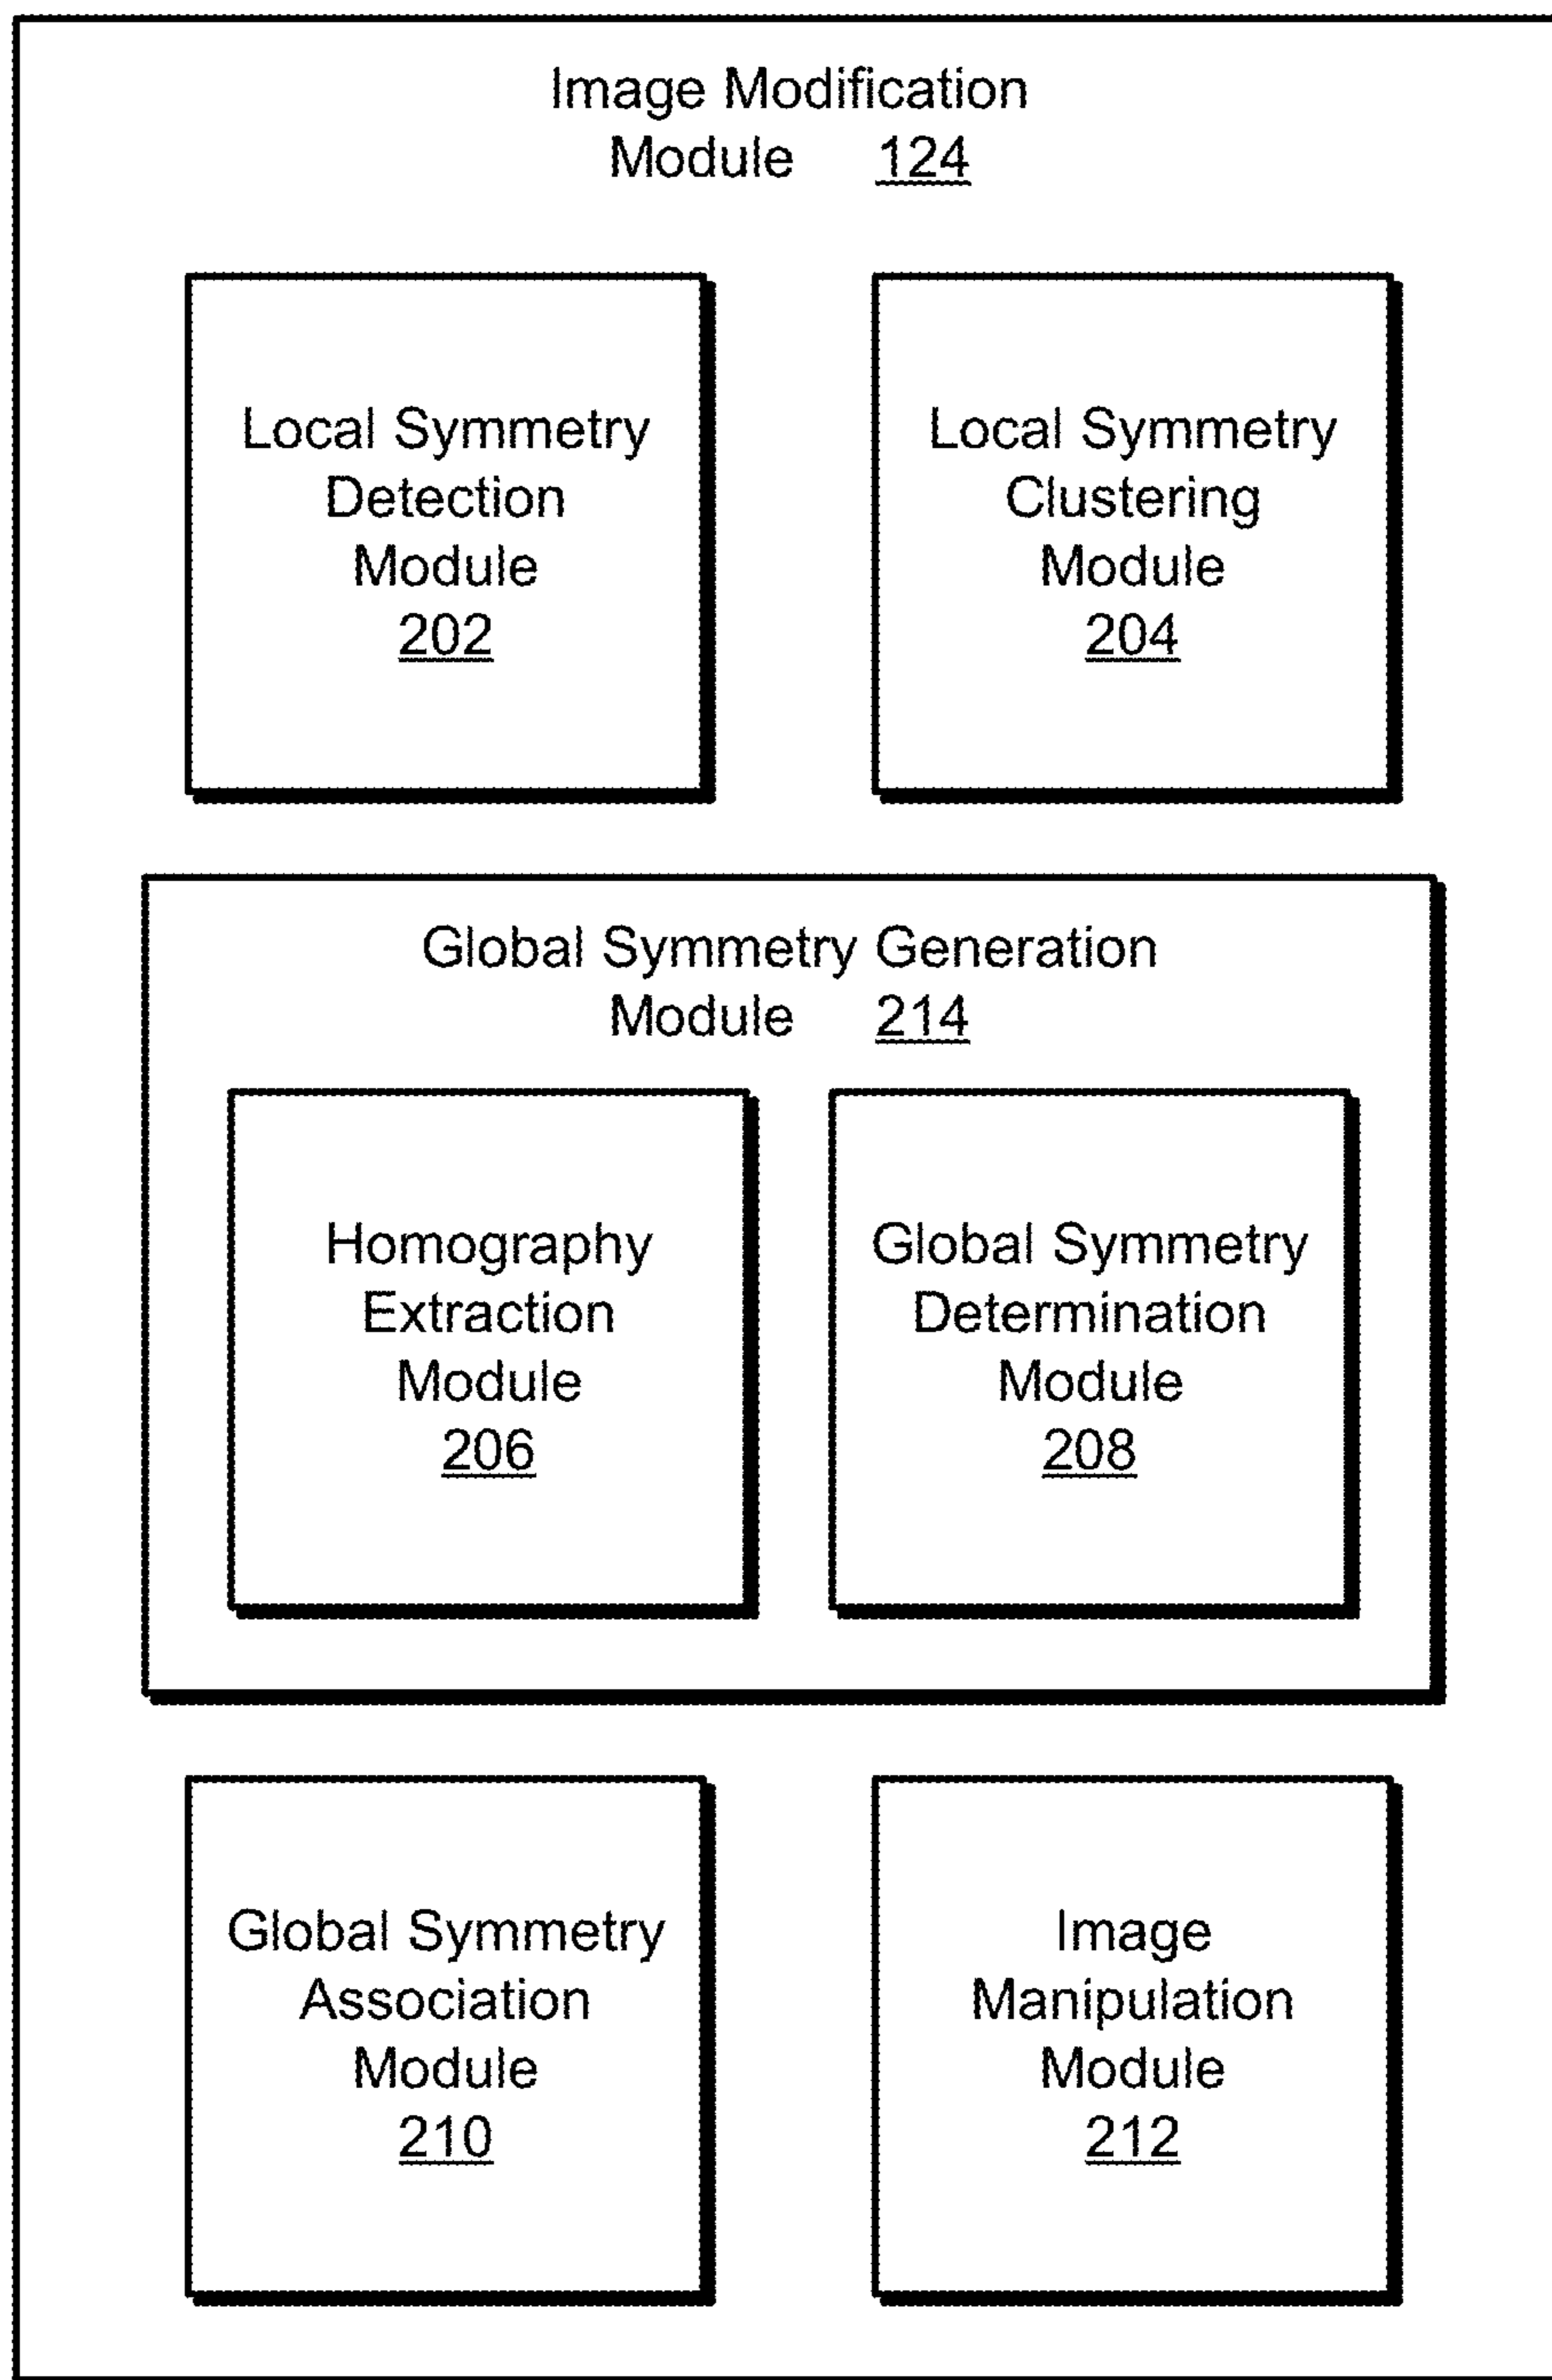 Image Modification
Module 124
Local Symmetry
Detection
Module
202
Local Symmetry
Clustering
Module
204
Global Symmetry Generation
Module 214
Homography
Extraction
Module
206
Global Symmetry
Determination
Module
208
Global Symmetry
Association
Module
210
Image
Manipulation
Module
212